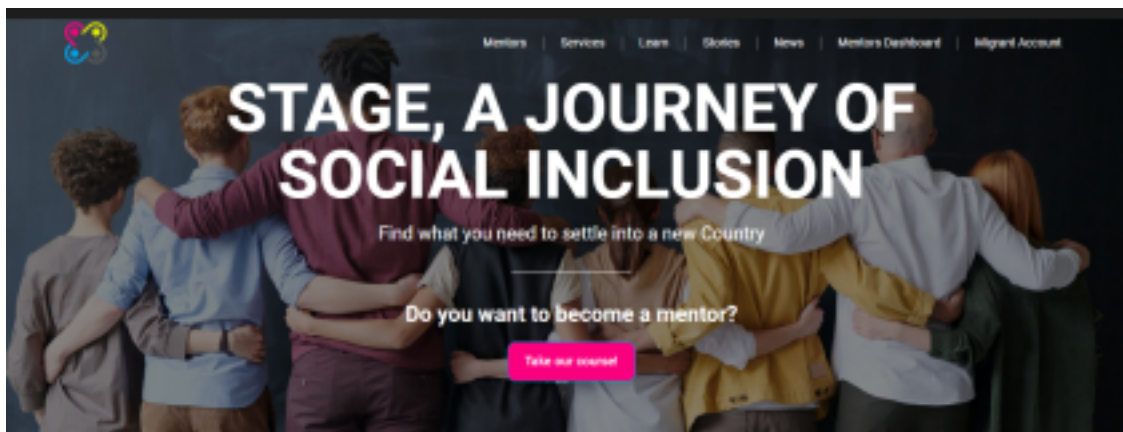 Mentors | Services | Learn | Stories | News | Mentors Dashboard | Migrant Account
STAGE, A JOURNEY OF
SOCIAL INCLUSION
Find what you need to settle into a new Country
Do you want to become a mentor?
Take our course!